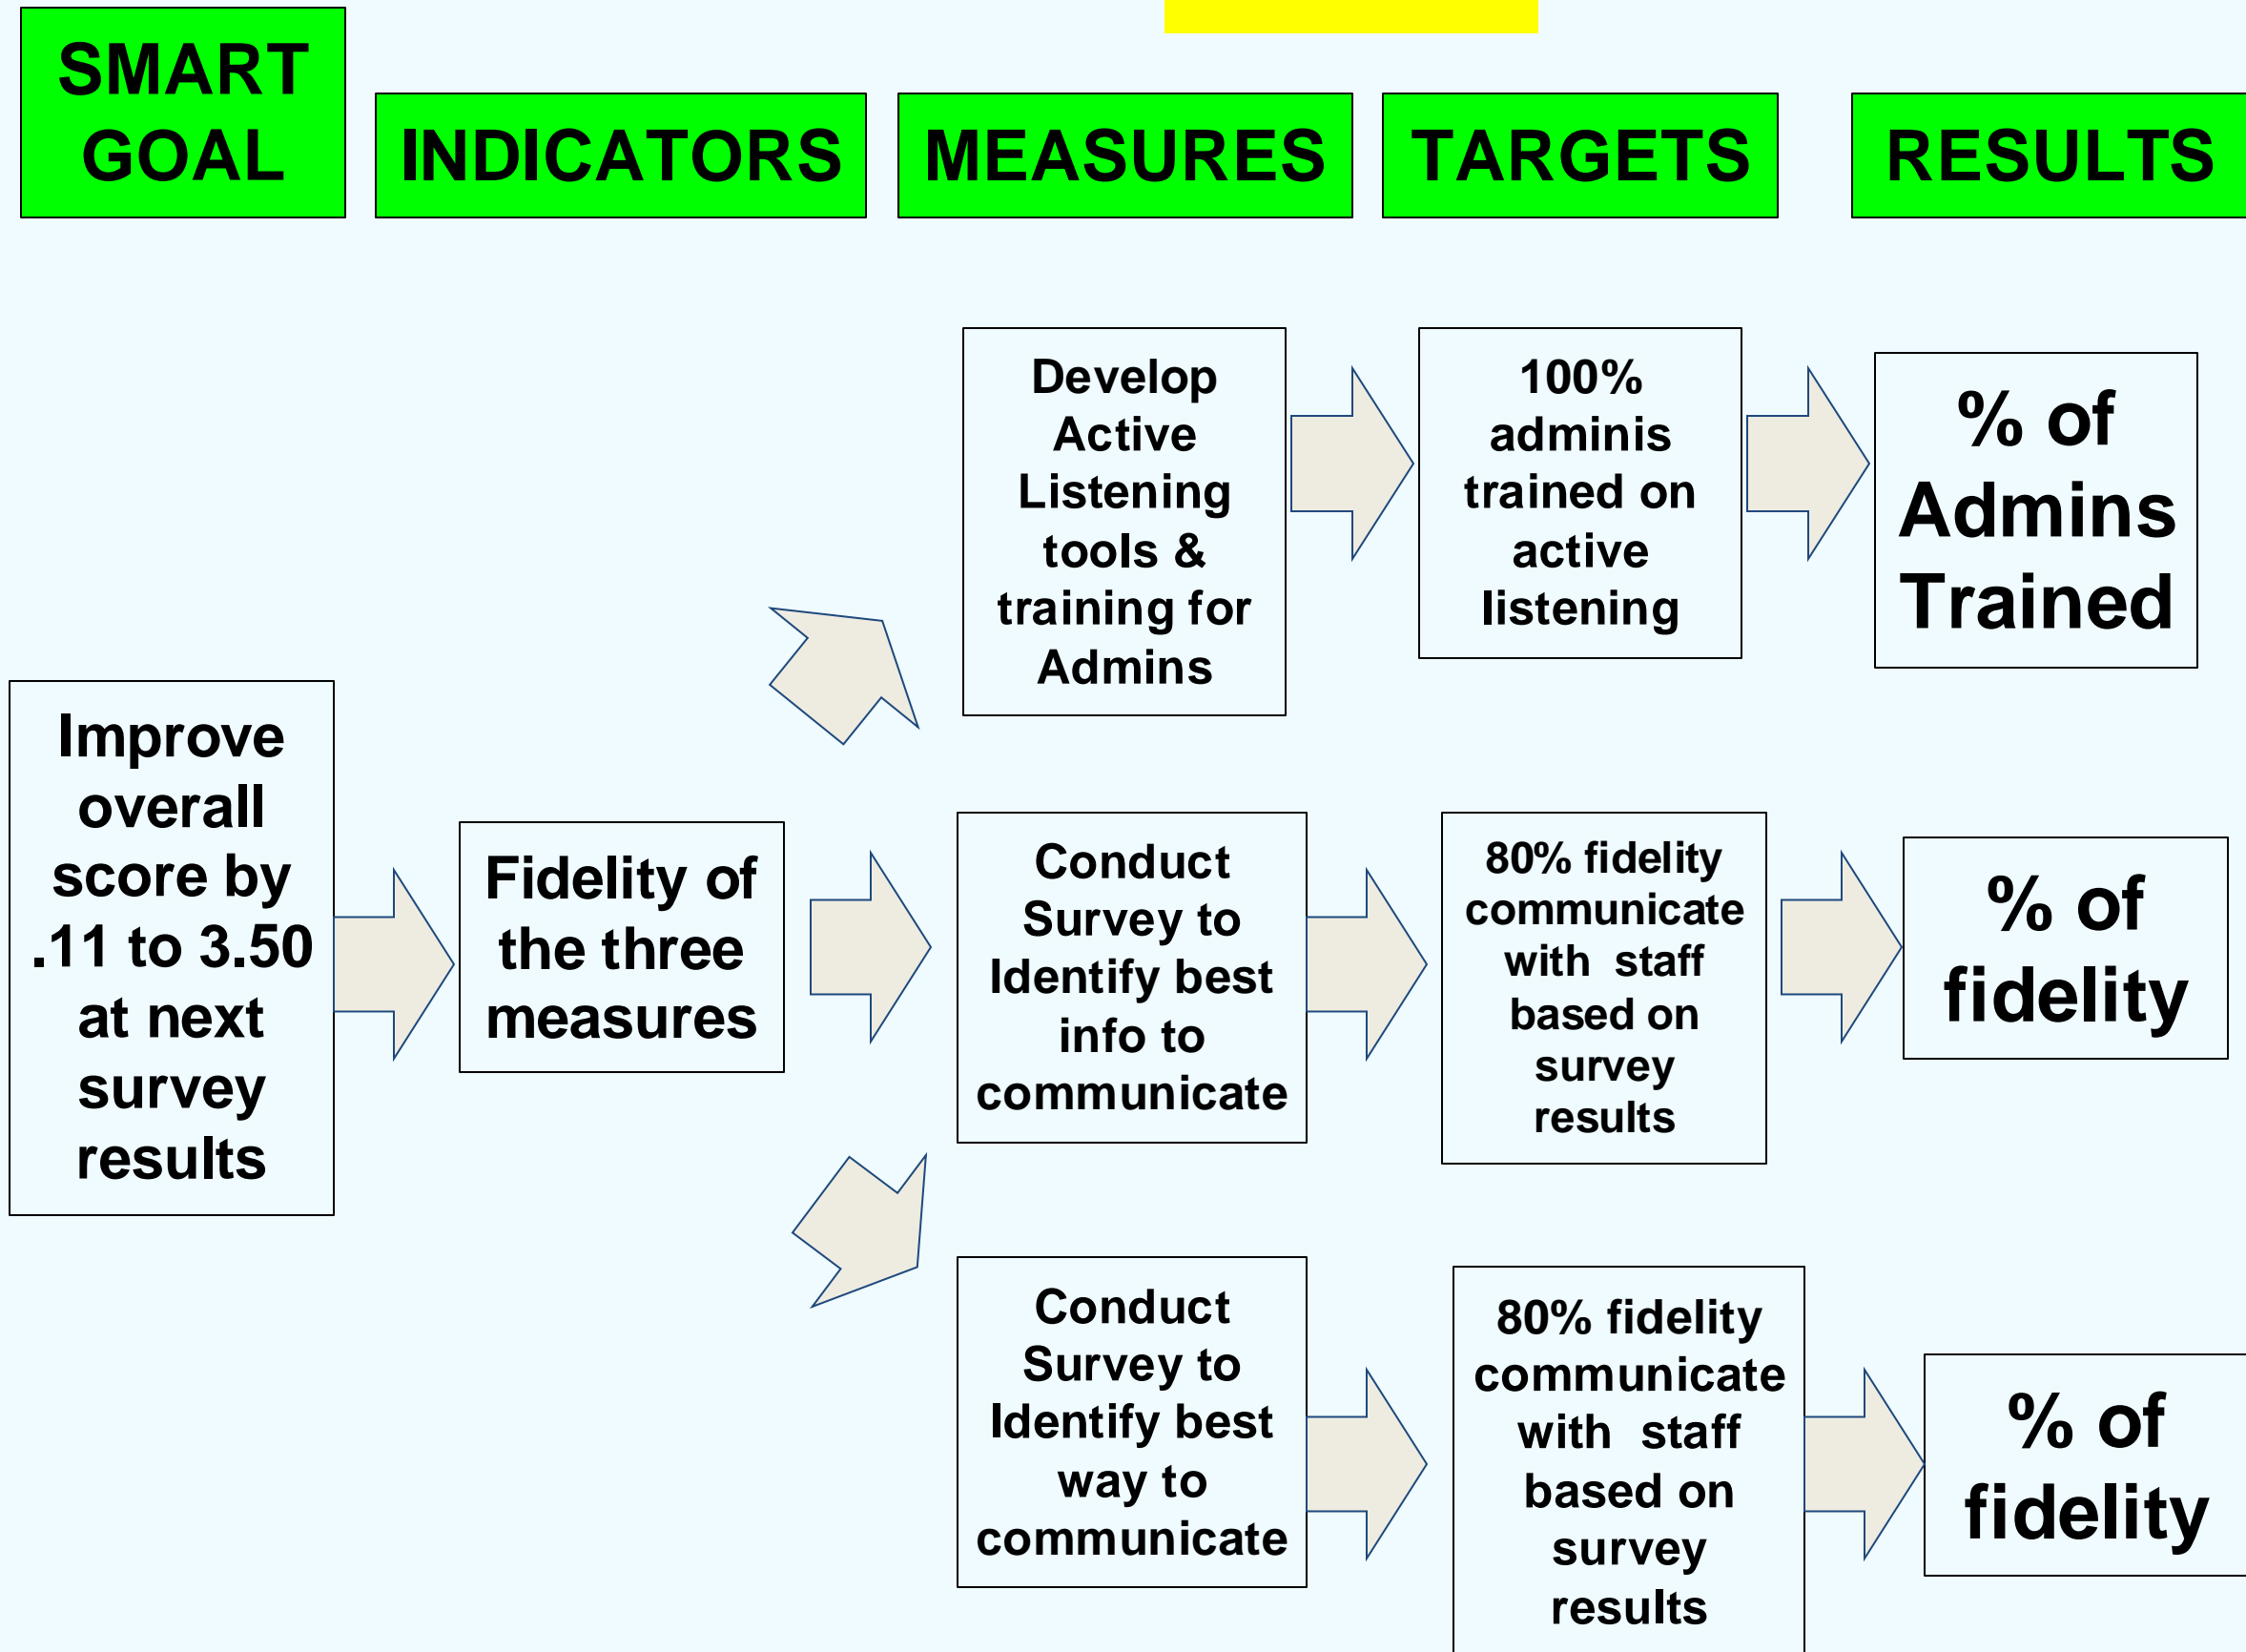 SMART
GOAL
INDICATORS
MEASURES
TARGETS
RESULTS
Improve
overall
score by
.11 to 3.50
at next
survey
results
Fidelity of
the three
measures
Develop
Active
Listening
tools &
training for
Admins
100%
adminis
trained on
active
listening
% of
Admins
Trained
Conduct
Survey to
Identify best
info to
communicate
80% fidelity
communicate
with  staff
based on
survey
results
% of
fidelity
Conduct
Survey to
Identify best
way to
communicate
80% fidelity
communicate
with  staff
based on
survey
results
% of
fidelity